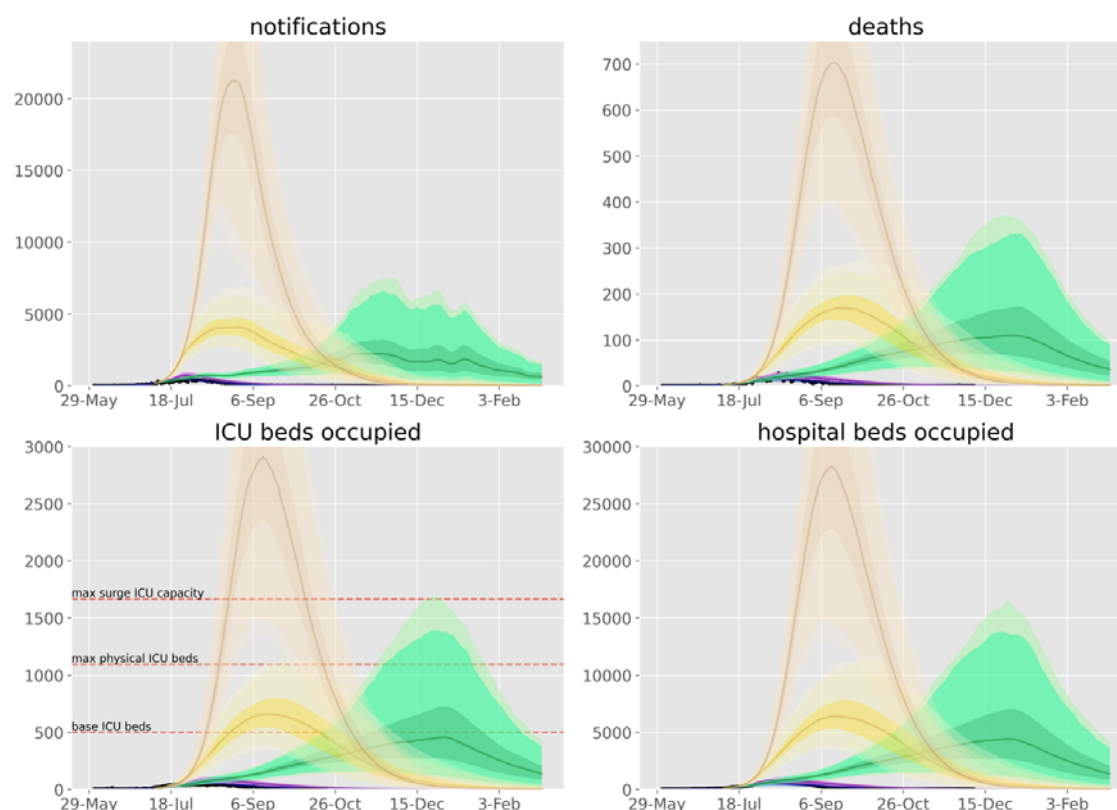 notifications
20000
15000
10000
5000
0
29-May 18-Jul 6-Sep 26-Oct 15-Dec 3-Feb
deaths
700
600
500
400
300
200
100
0
29-May 18-Jul 6-Sep 26-Oct 15-Dec 3-Feb
ICU beds occupied
3000
2500
2000
max surge ICU capacity
1500
max physical ICU beds
1000
base ICU beds
500
0
29-May 18-Jul 6-Sep 26-Oct 15-Dec 3-Feb
hospital beds occupied
30000
25000
20000
15000
10000
5000
0
29-May 18-Jul 6-Sep 26-Oct 15-Dec 3-Feb